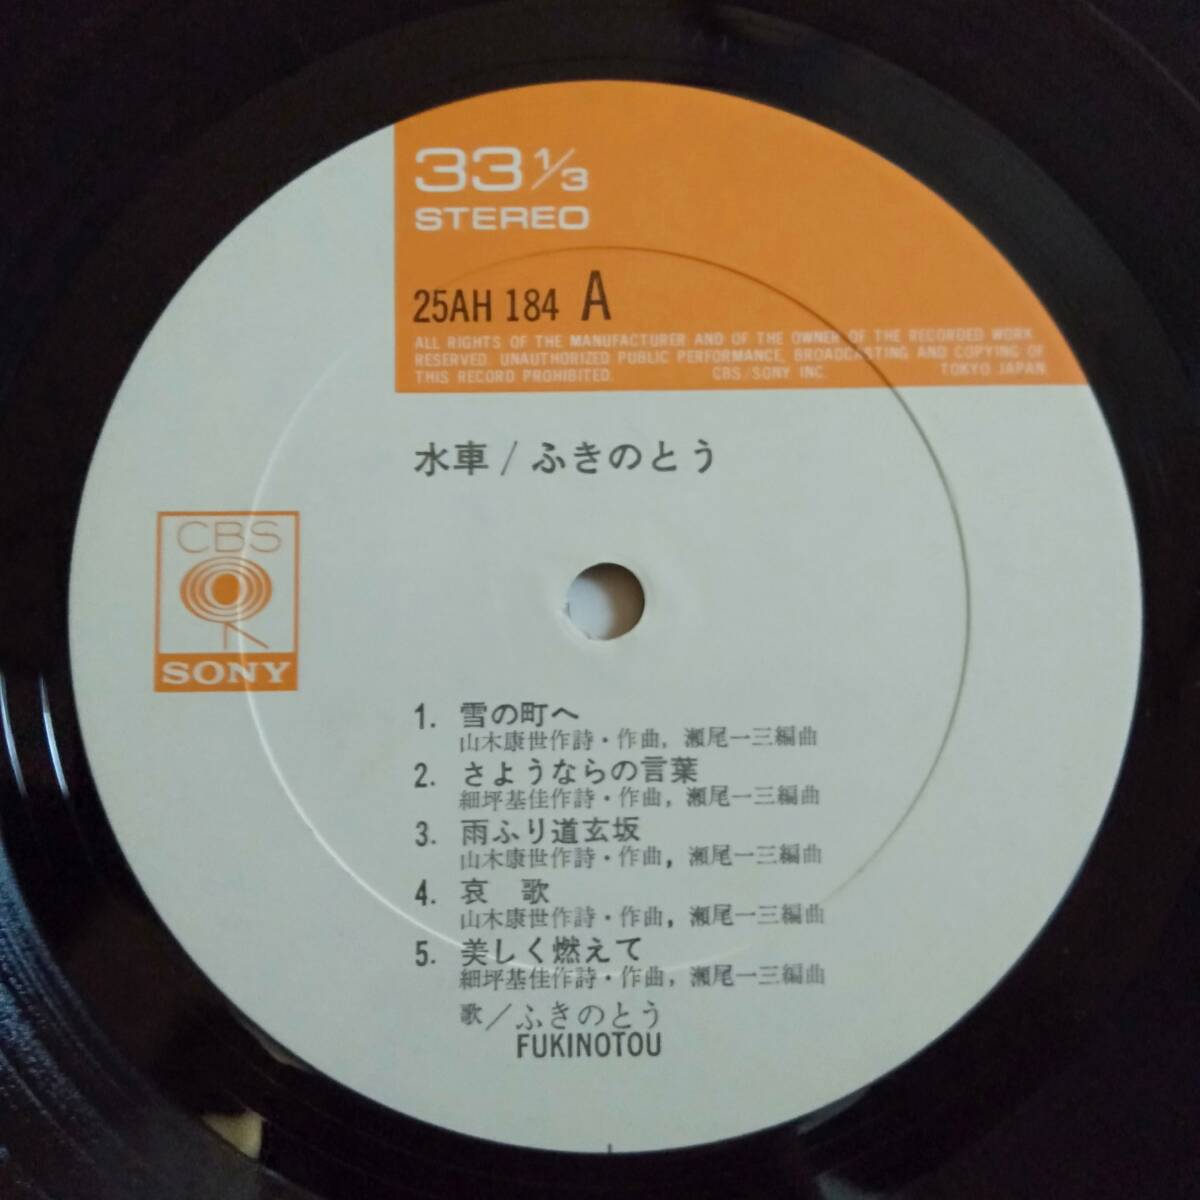 33 1/3
STEREO
25AH 184 A
ALL RIGHTS OF THE MANUFACTURER AND OF THE OWNER OF THE RECORDED WORK
RESERVED. UNAUTHORIZED PUBLIC PERFORMANCE, BROADCASTING AND COPYING OF
THIS RECORD PROHIBITED. CBS/SONY INC. TOKYO JAPAN
水車/ふきのとう
CBS
SONY
1. 雪の町へ
山木康世作詩・作曲, 瀬尾一三編曲
2. さようならの言葉
細坪基佳作詩・作曲, 瀬尾一三編曲
3. 雨ふり道玄坂
山木康世作詩・作曲, 瀬尾一三編曲
4. 哀 歌
山木康世作詩・作曲, 瀬尾一三編曲
5. 美しく燃えて
細坪基佳作詩・作曲, 瀬尾一三編曲
歌/ふきのとう
FUKINOTOU